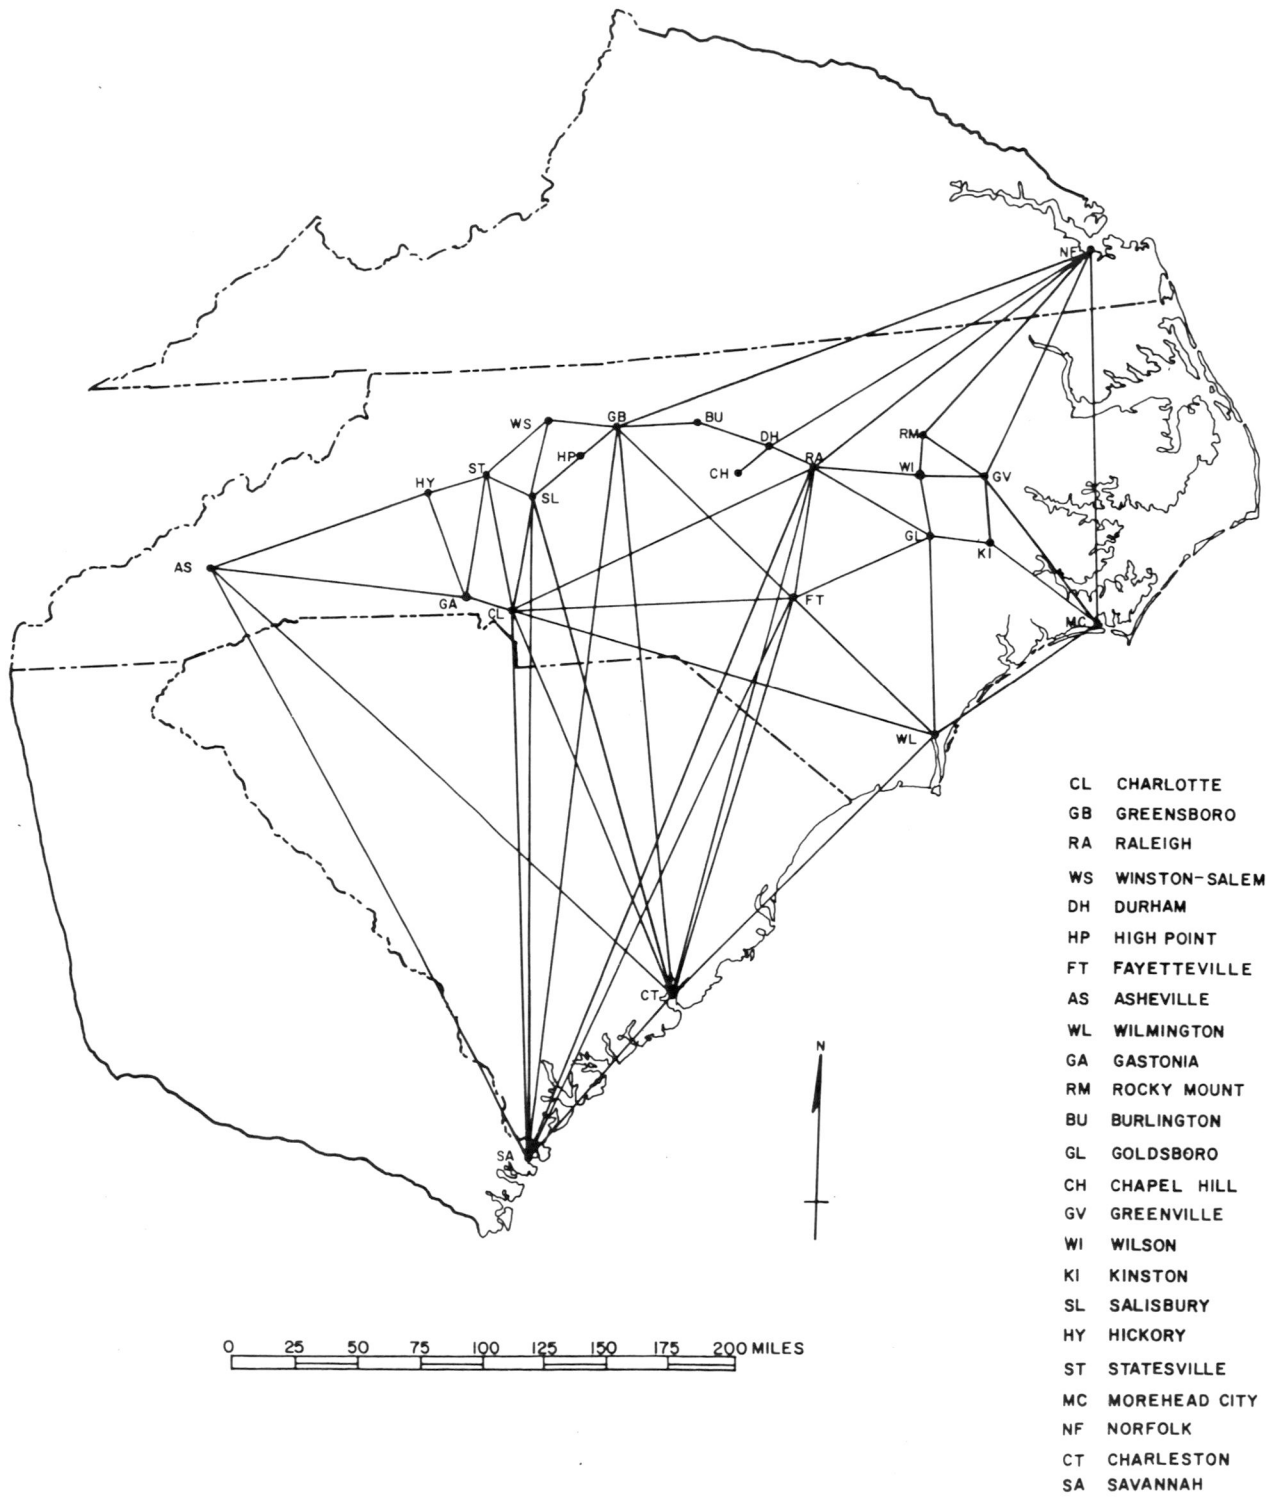 NF
WS
GB
BU
DH
RM
HP
RA
WI
ST
CH
GV
HY
SL
GL
KI
AS
GA
CL
FT
MC
WL
CT
SA
N
CL CHARLOTTE
GB GREENSBORO
RA RALEIGH
WS WINSTON-SALEM
DH DURHAM
HP HIGH POINT
FT FAYETTEVILLE
AS ASHEVILLE
WL WILMINGTON
GA GASTONIA
RM ROCKY MOUNT
BU BURLINGTON
GL GOLDSBORO
CH CHAPEL HILL
GV GREENVILLE
WI WILSON
KI KINSTON
SL SALISBURY
HY HICKORY
ST STATESVILLE
MC MOREHEAD CITY
NF NORFOLK
CT CHARLESTON
SA SAVANNAH
0 25 50 75 100 125 150 175 200 MILES